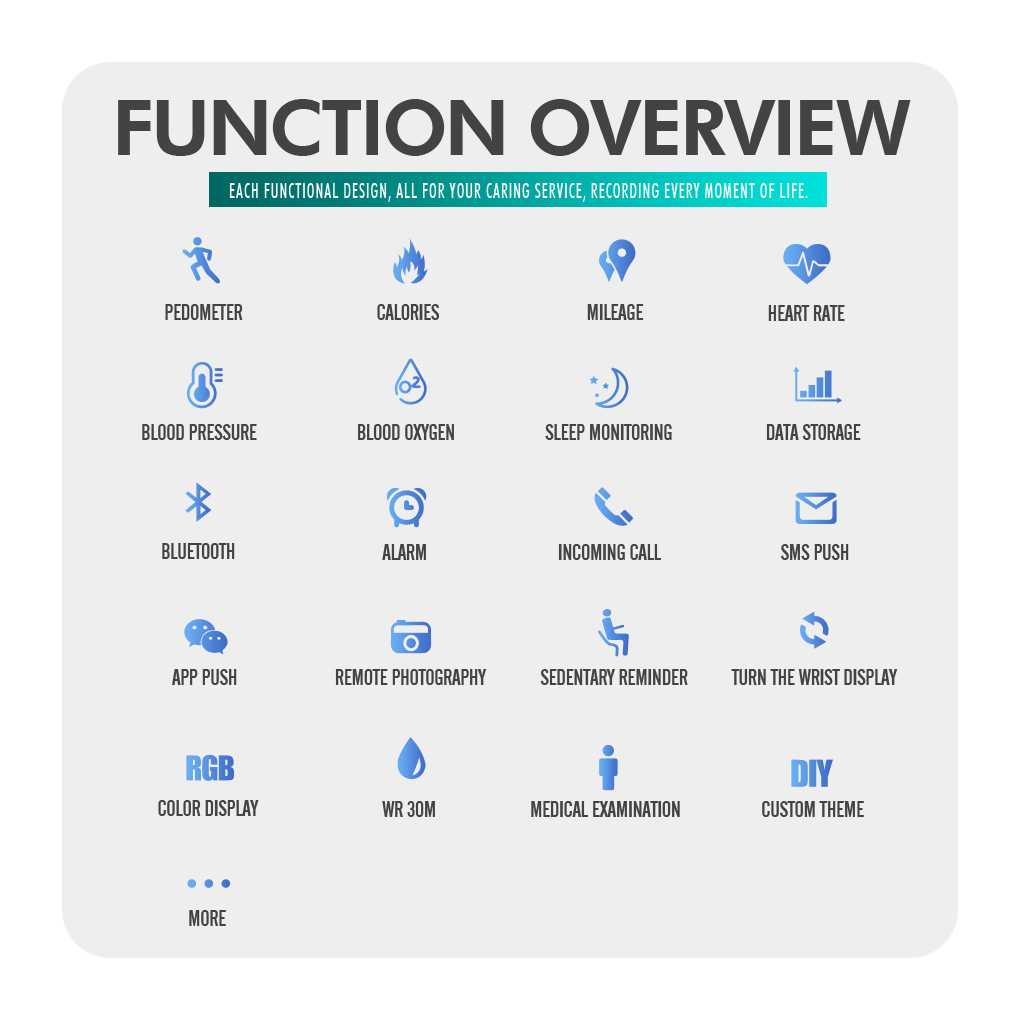 FUNCTION OVERVIEW
EACH FUNCTIONAL DESIGN, ALL FOR YOUR CARING SERVICE, RECORDING EVERY MOMENT OF LIFE.
PEDOMETER
CALORIES
MILEAGE
HEART RATE
O2
BLOOD PRESSURE
BLOOD OXYGEN
SLEEP MONITORING
DATA STORAGE
BLUETOOTH
ALARM
INCOMING CALL
SMS PUSH
APP PUSH
REMOTE PHOTOGRAPHY
SEDENTARY REMINDER
TURN THE WRIST DISPLAY
RGB
DIY
COLOR DISPLAY
WR 30M
MEDICAL EXAMINATION
CUSTOM THEME
MORE